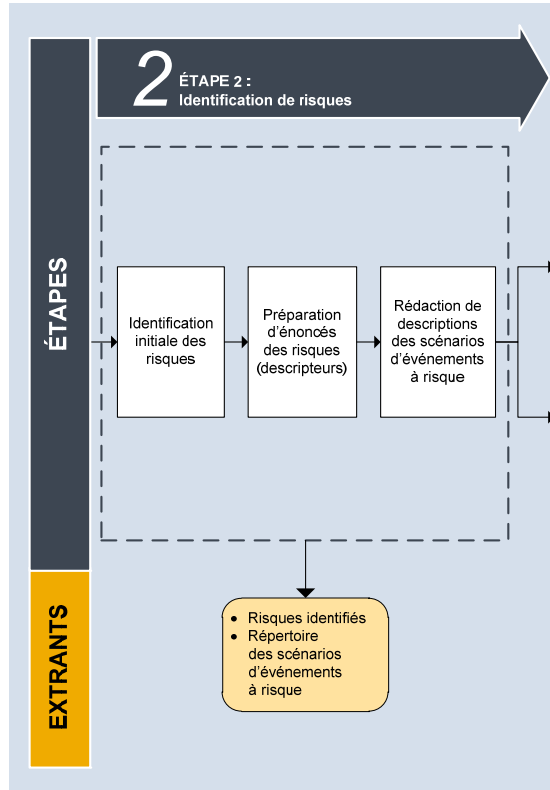 2
ÉTAPE 2 :
Identification de risques
ÉTAPES
Identification
initiale des
risques
Préparation
d'énoncés
des risques
(descripteurs)
Rédaction de
descriptions
des scénarios
d'événements
à risque
EXTRANTS
• Risques identifiés
• Répertoire
des scénarios
d'événements
à risque